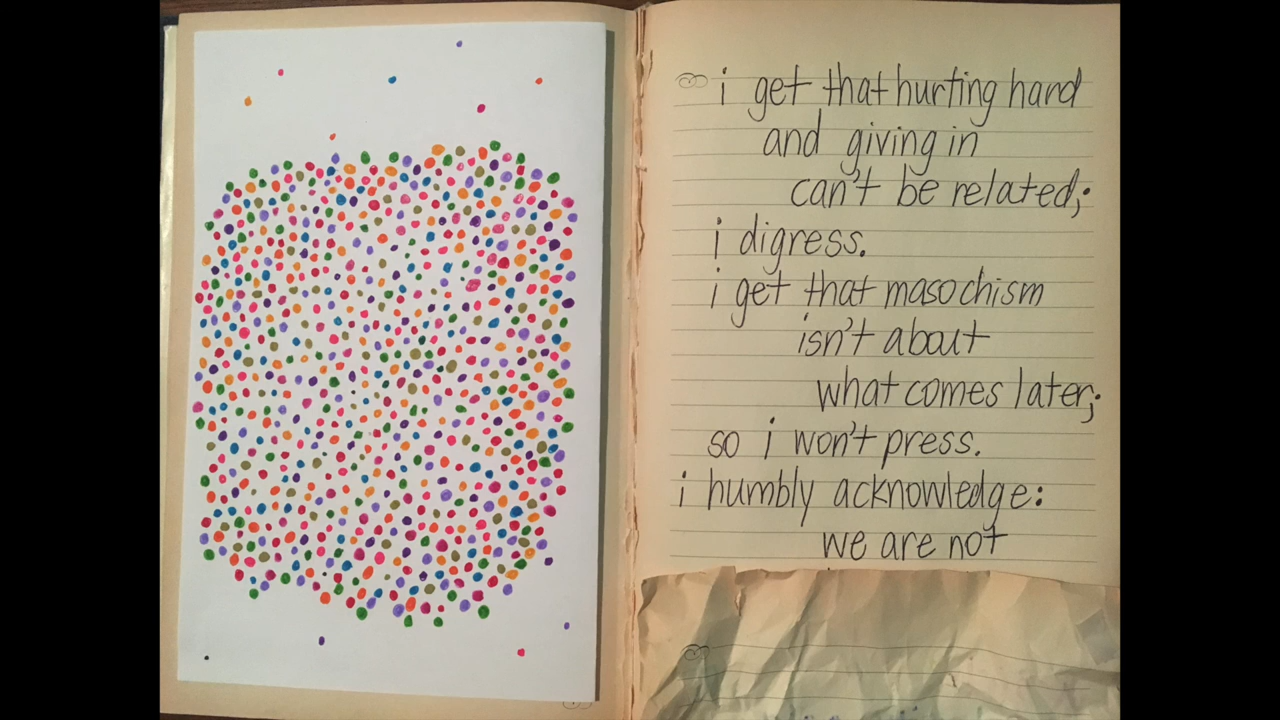 i get that hurting hard
and giving in
can't be related;
i digress.
i get that masochism
isn't about
what comes later;
so i won't press.
i humbly acknowledge:
we are not